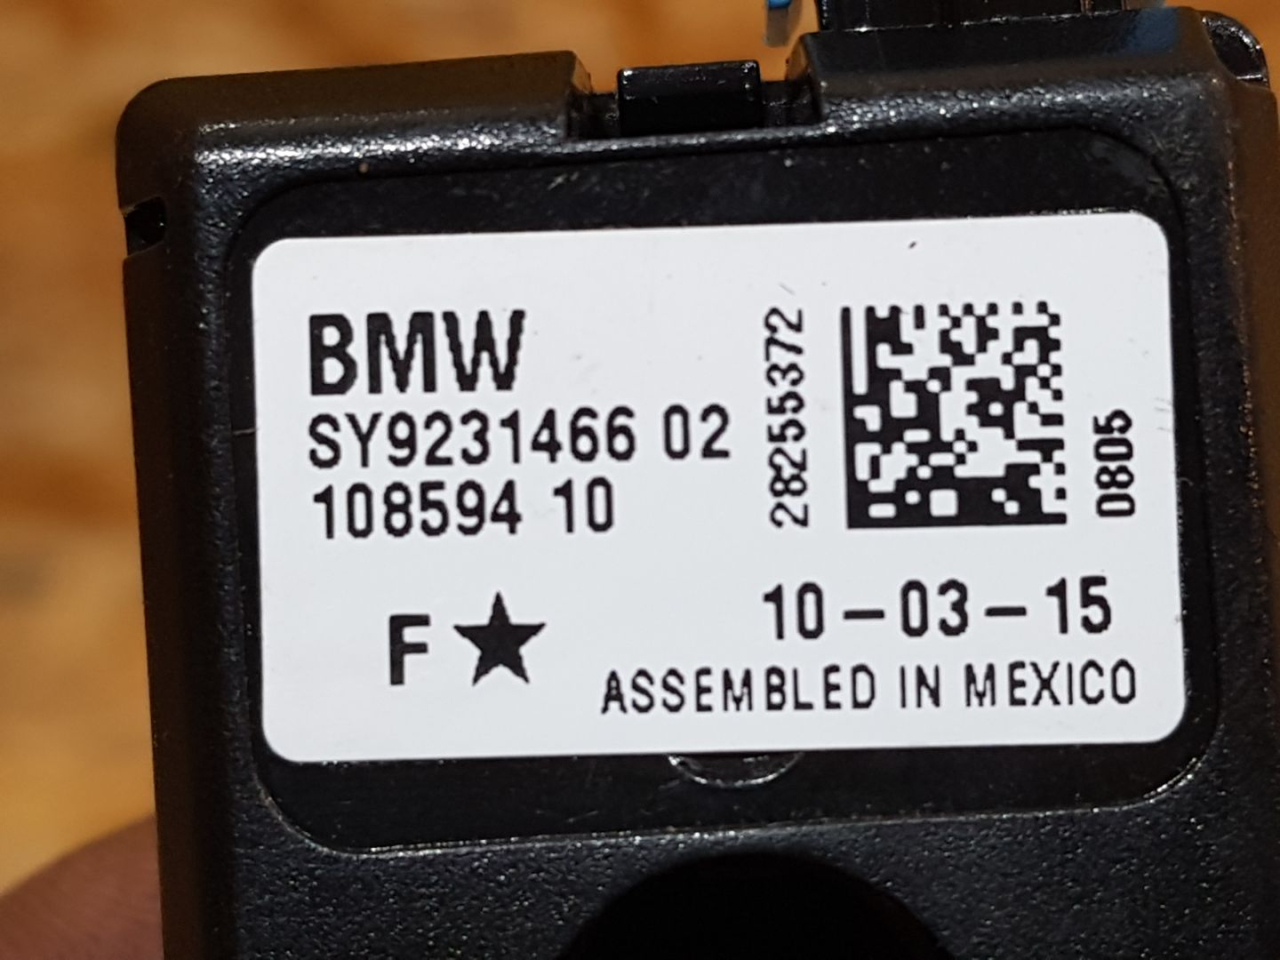 BMW
SY9231466 02
108594 10
28255372
0805
F★
10-03-15
ASSEMBLED IN MEXICO